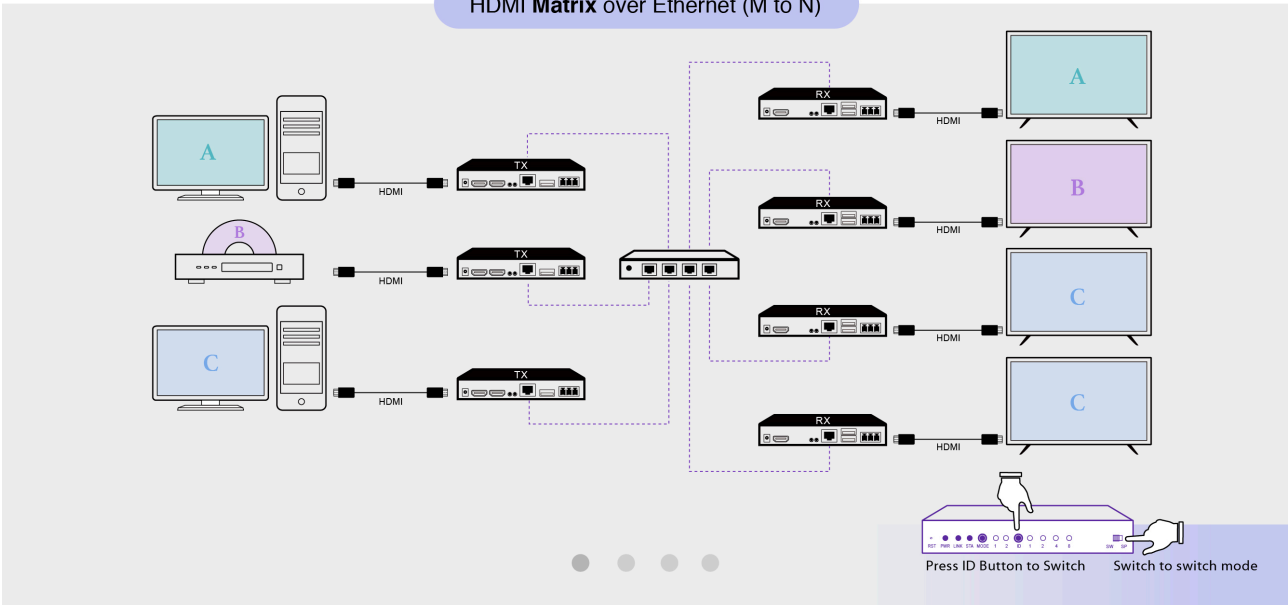 HDMI Matrix over Ethernet (M to N)
A
HDMI
TX
B
HDMI
TX
C
HDMI
TX
RX
HDMI
A
RX
HDMI
B
RX
HDMI
C
RX
HDMI
C
RST PWR LINK STA MODE 1 2 ID 1 2 4 8 SW SP
Press ID Button to Switch
Switch to switch mode